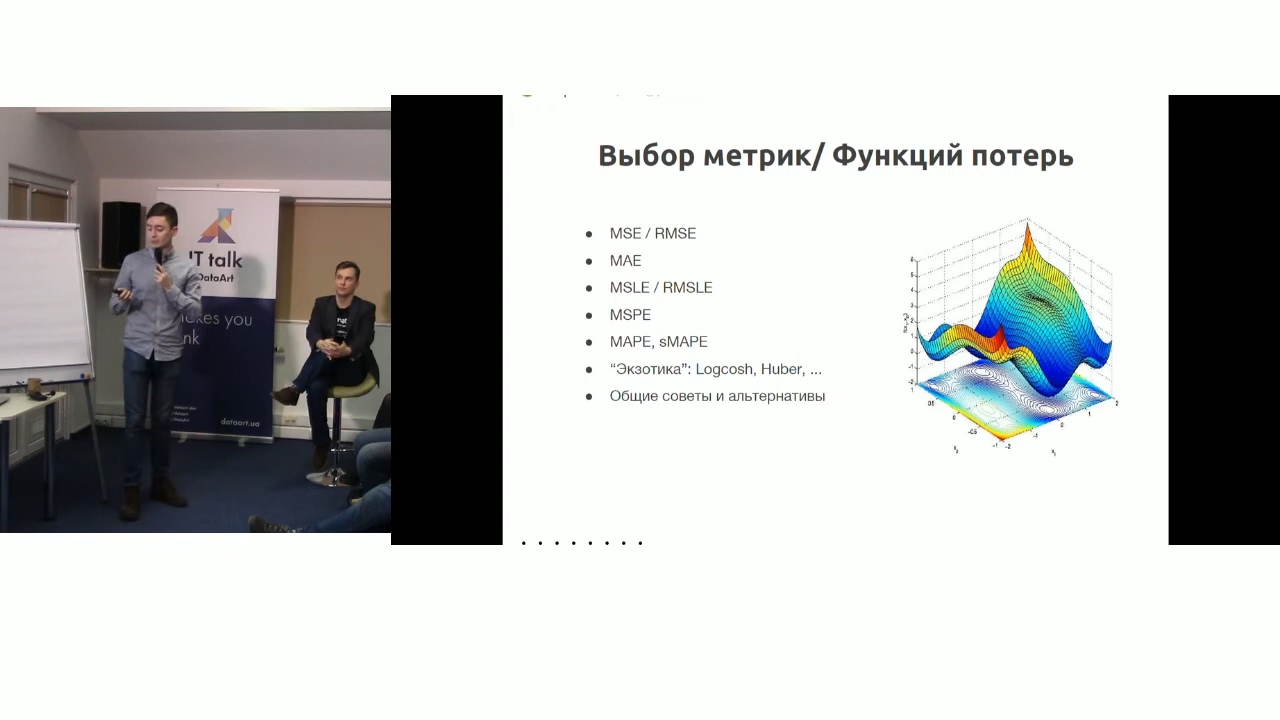 IT talk
DataArt
dataart.ua
Выбор метрик/ Функций потерь
MSE / RMSE
MAE
MSLE / RMSLE
MSPE
MAPE, sMAPE
“Экзотика”: Logcosh, Huber, ...
Общие советы и альтернативы